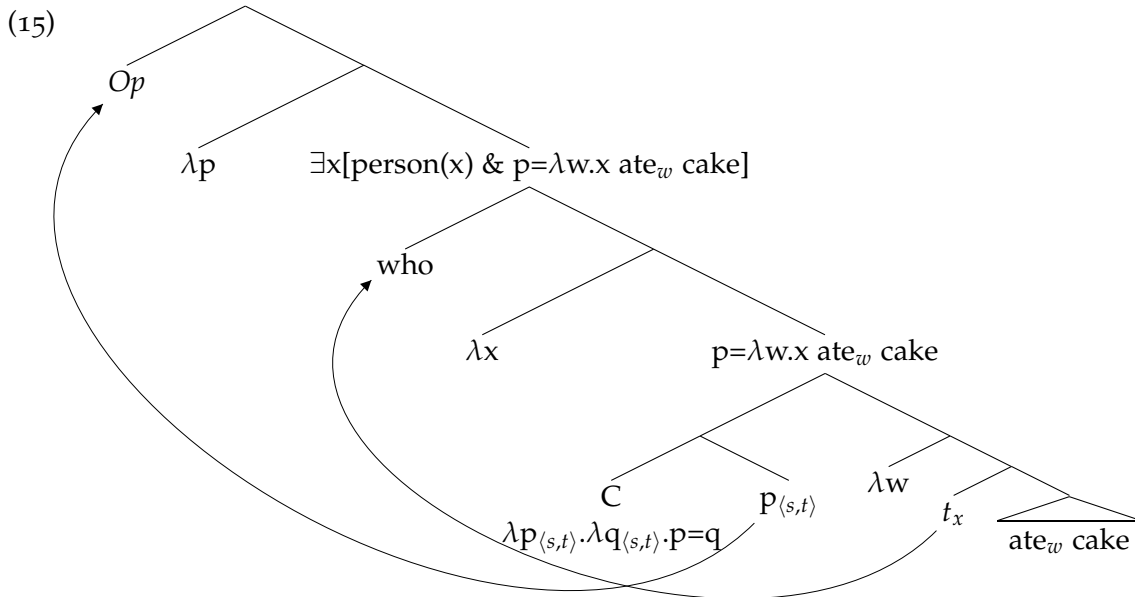 (15)
Op
λp
∃x[person(x) & p=λw.x ate_w cake]
who
λx
p=λw.x ate_w cake
C
p⟨s,t⟩
λw
t_x
λp⟨s,t⟩.λq⟨s,t⟩.p=q
ate_w cake